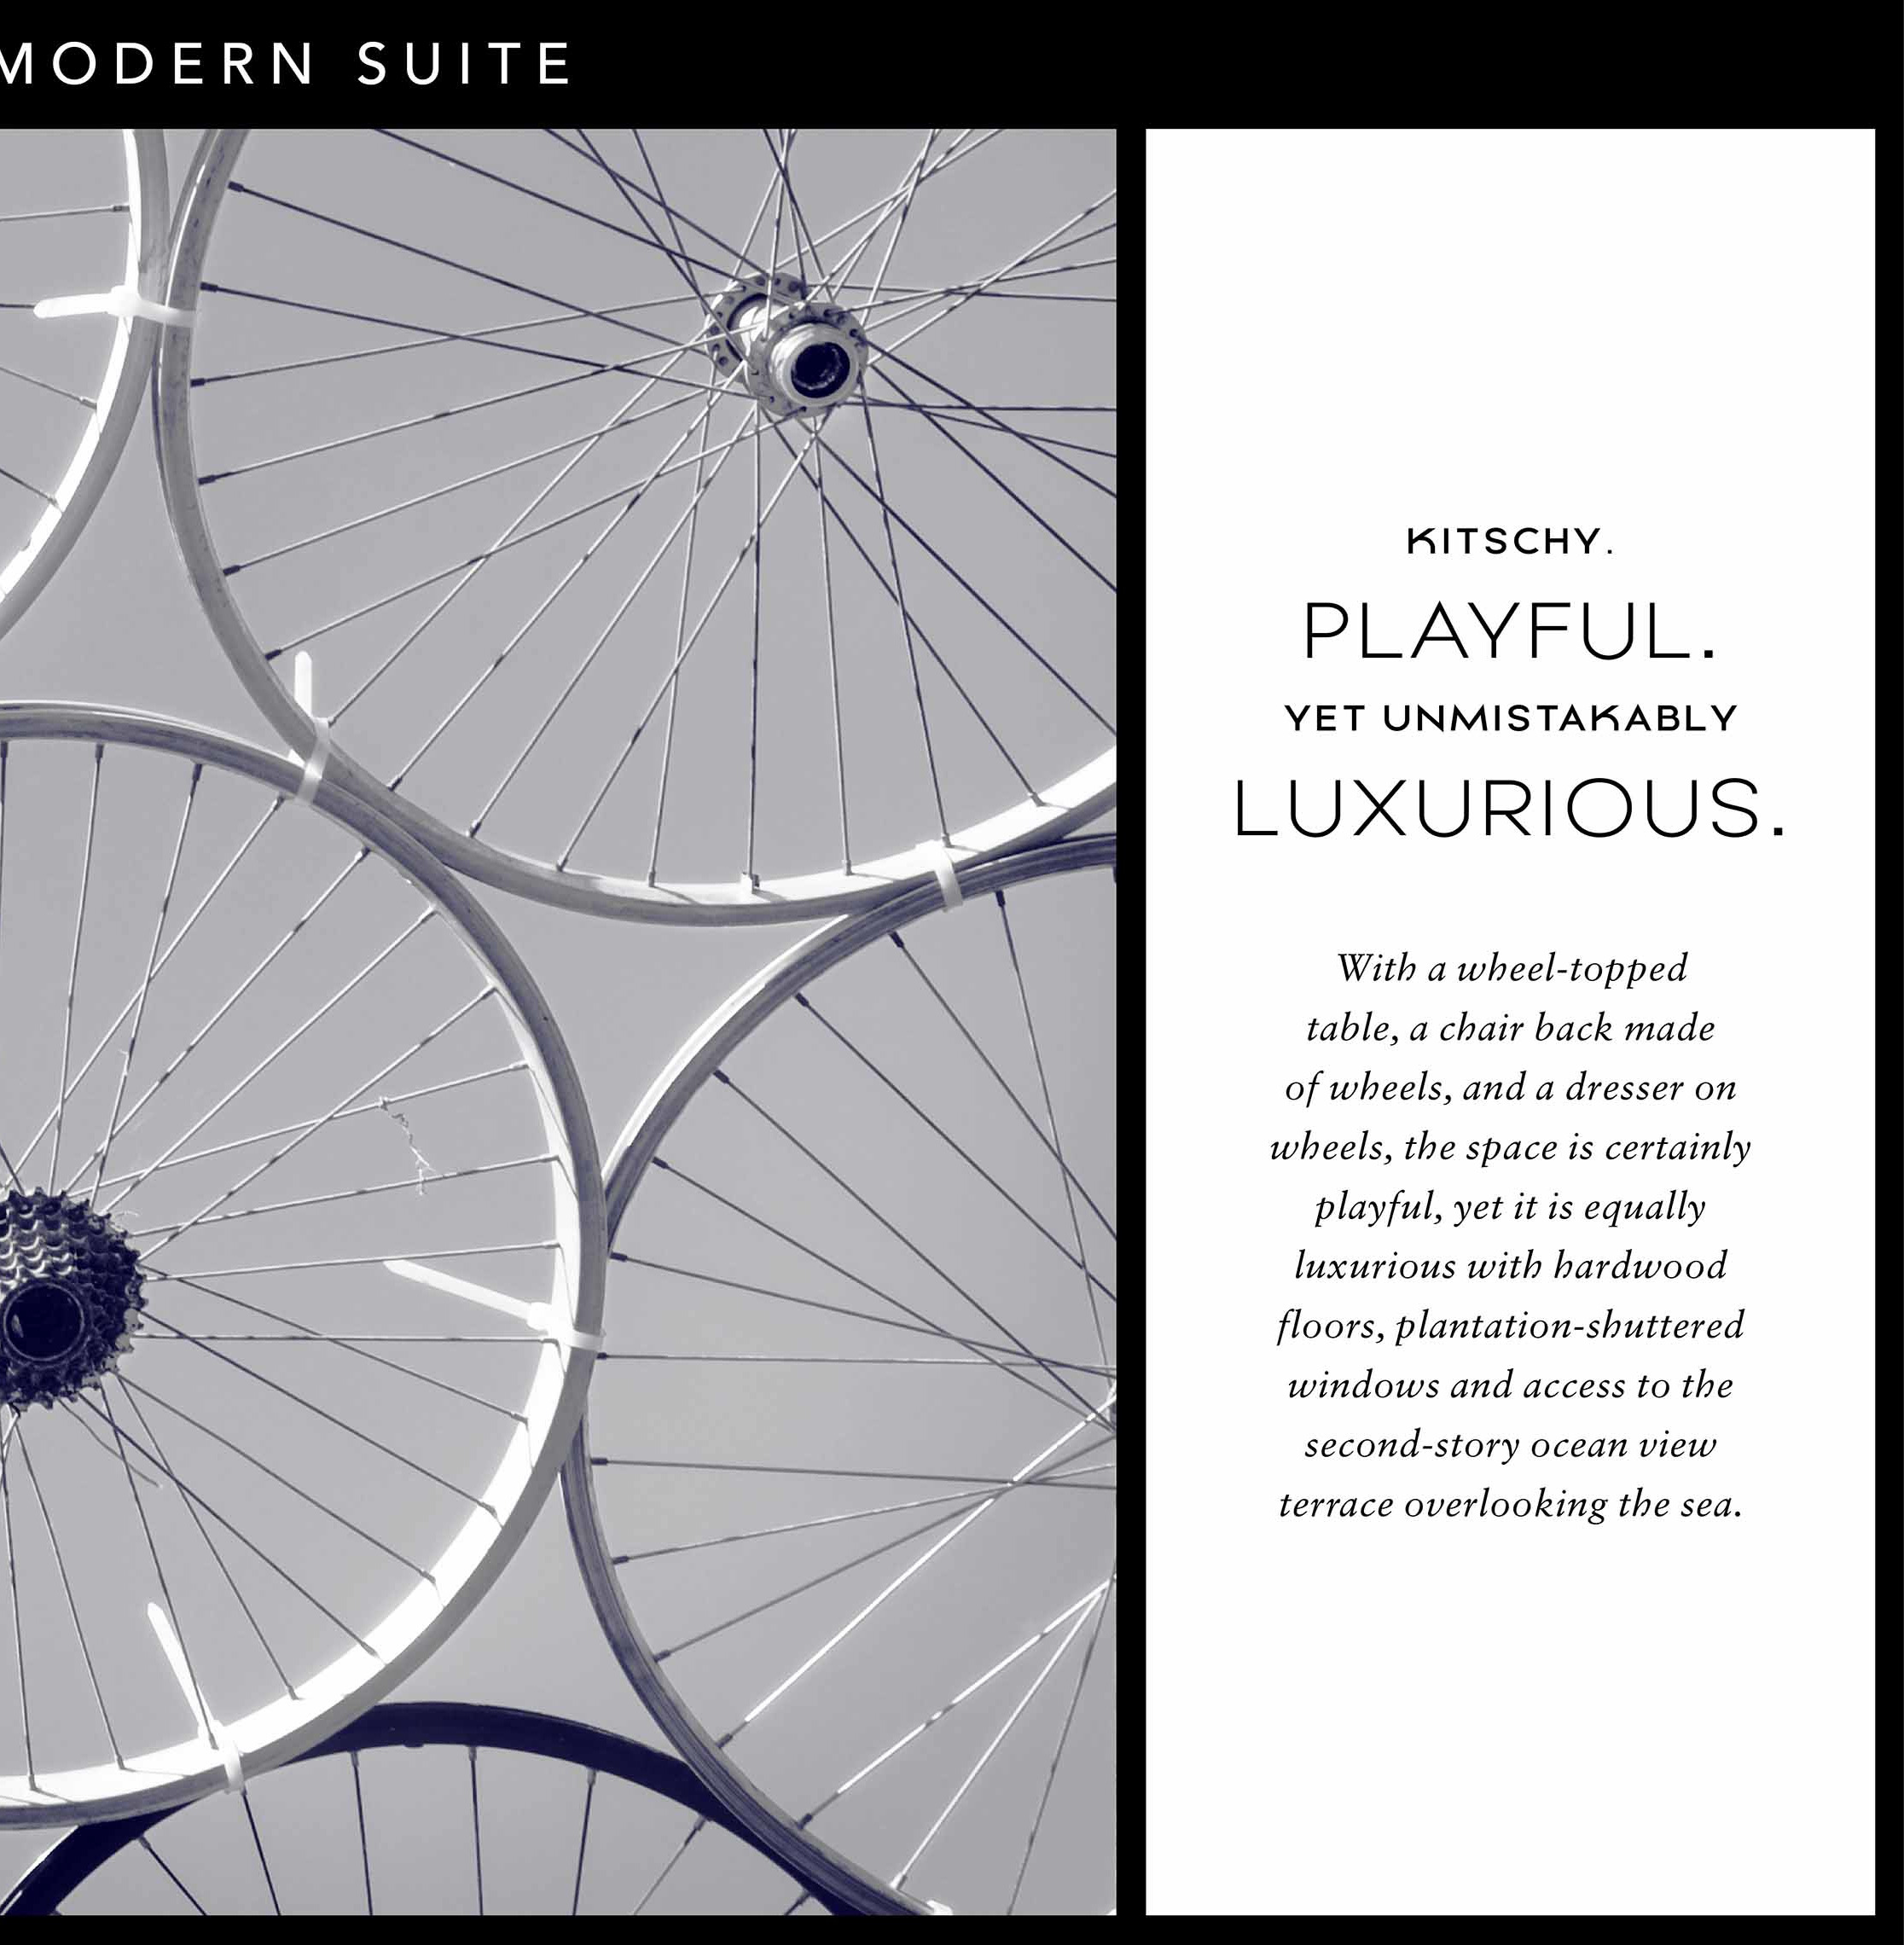 MODERN SUITE
KITSCHY.
PLAYFUL.
YET UNMISTAKABLY
LUXURIOUS.
With a wheel-topped
table, a chair back made
of wheels, and a dresser on
wheels, the space is certainly
playful, yet it is equally
luxurious with hardwood
floors, plantation-shuttered
windows and access to the
second-story ocean view
terrace overlooking the sea.